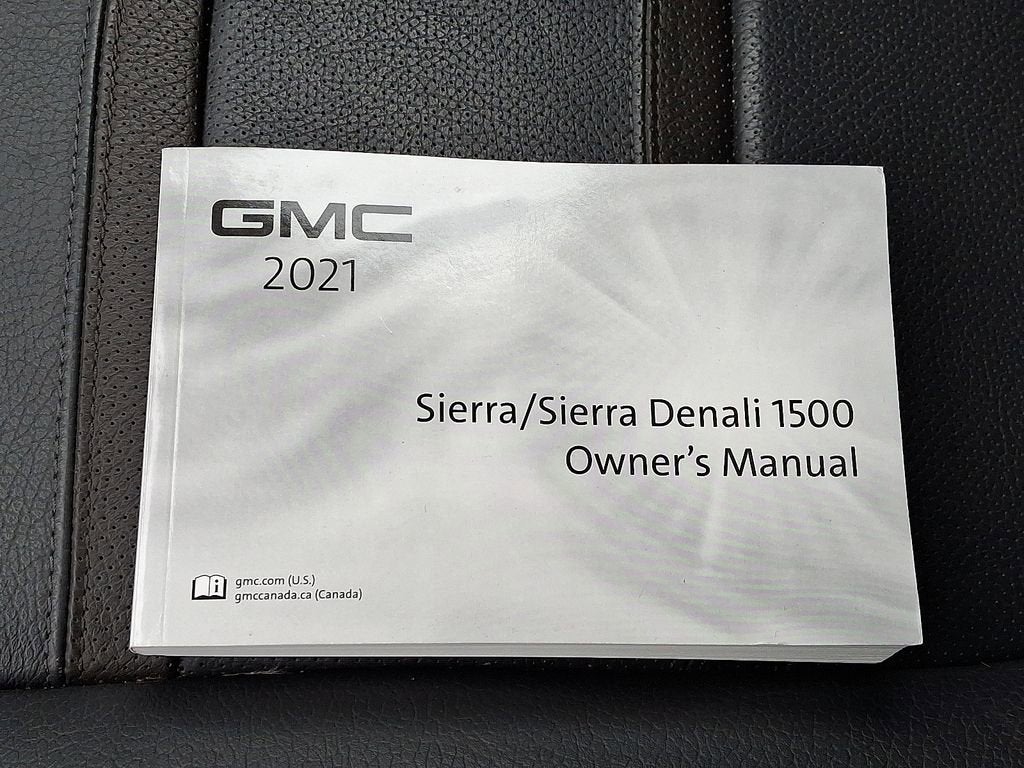 GMC
2021
Sierra/Sierra Denali 1500
Owner's Manual
gmc.com (U.S.)
gmccanada.ca (Canada)